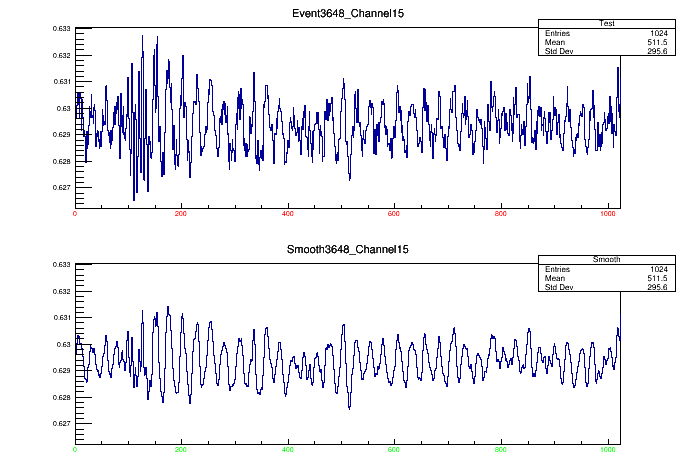 Event3648_Channel15
Test
Entries 1024
Mean 511.5
Std Dev 295.6
0.633
0.632
0.631
0.63
0.629
0.628
0.627
0 200 400 600 800 1000
Smooth3648_Channel15
Smooth
Entries 1024
Mean 511.5
Std Dev 295.6
0.633
0.632
0.631
0.63
0.629
0.628
0.627
0 200 400 600 800 1000